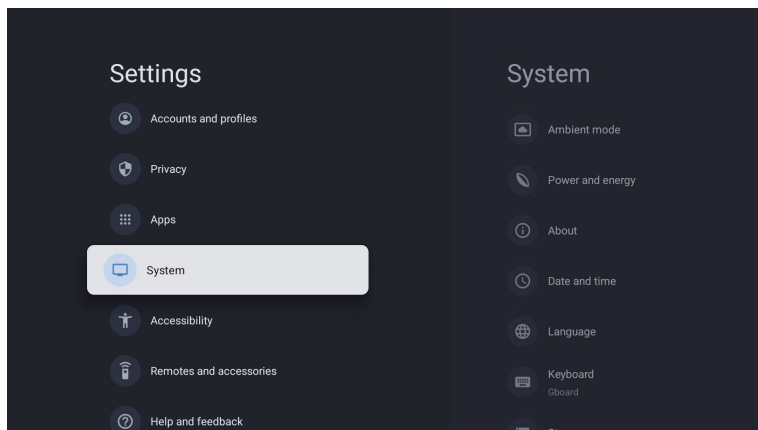 Settings
Accounts and profiles
Privacy
Apps
System
Accessibility
Remotes and accessories
Help and feedback
System
Ambient mode
Power and energy
About
Date and time
Language
Keyboard
Gboard